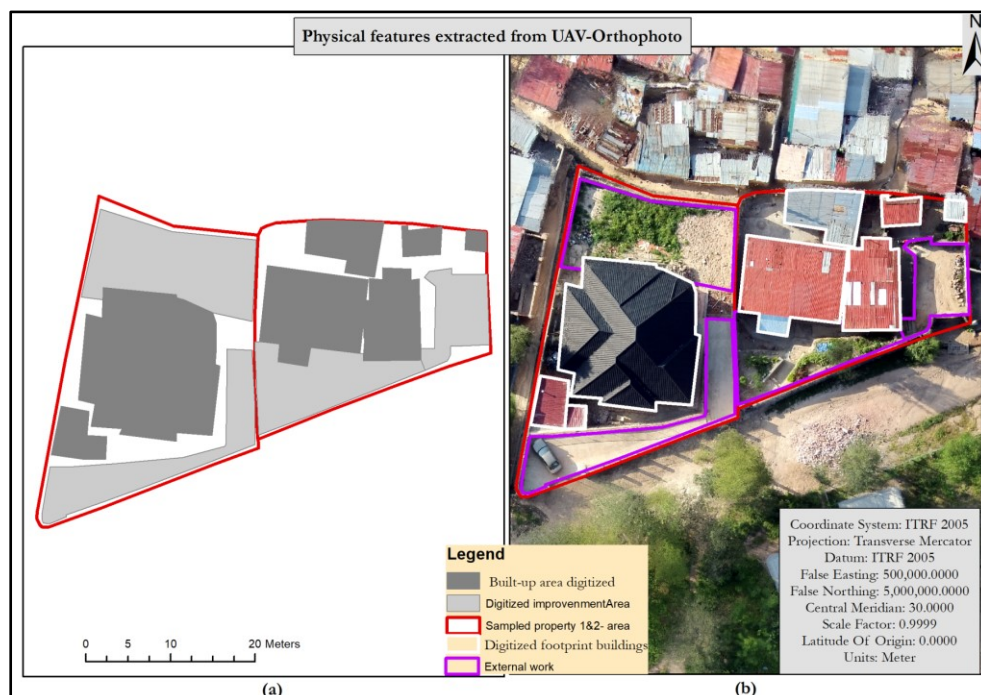 Physical features extracted from UAV-Orthophoto
N
Legend
Built-up area digitized
Digitized improvenmentArea
Sampled property 1&2- area
Digitized footprint buildings
External work
0 5 10 20 Meters
(a)
Coordinate System: ITRF 2005
Projection: Transverse Mercator
Datum: ITRF 2005
False Easting: 500,000.0000
False Northing: 5,000,000.0000
Central Meridian: 30.0000
Scale Factor: 0.9999
Latitude Of Origin: 0.0000
Units: Meter
(b)